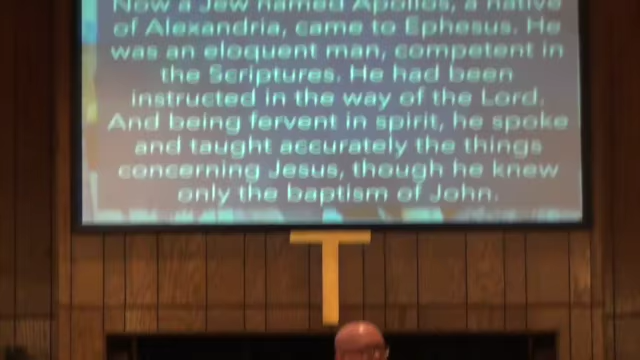 Now a Jew named Apollos, a native
of Alexandria, came to Ephesus. He
was an eloquent man, competent in
the Scriptures. He had been
instructed in the way of the Lord.
And being fervent in spirit, he spoke
and taught accurately the things
concerning Jesus, though he knew
only the baptism of John.